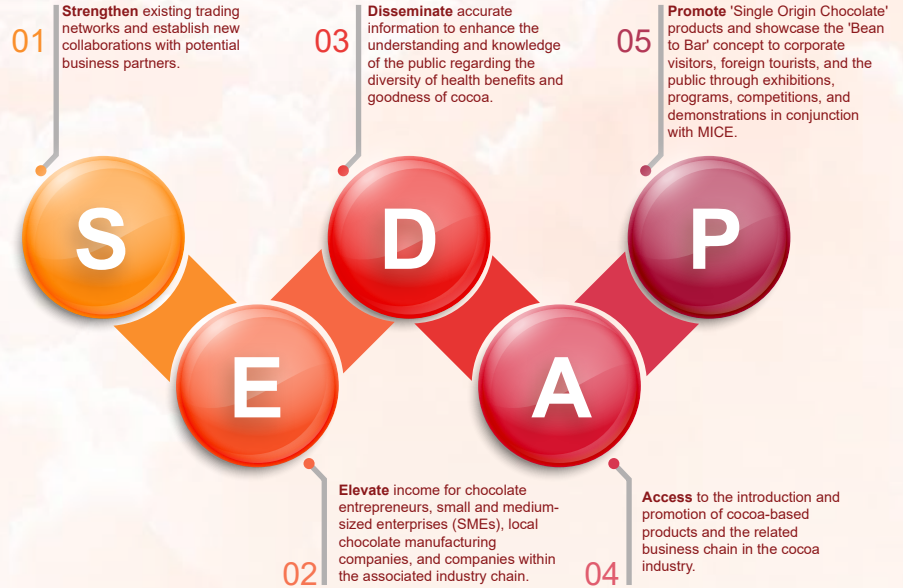 01
Strengthen existing trading
networks and establish new
collaborations with potential
business partners.
03
Disseminate accurate
information to enhance the
understanding and knowledge
of the public regarding the
diversity of health benefits and
goodness of cocoa.
05
Promote 'Single Origin Chocolate'
products and showcase the 'Bean
to Bar' concept to corporate
visitors, foreign tourists, and the
public through exhibitions,
programs, competitions, and
demonstrations in conjunction
with MICE.
S
D
P
E
A
02
Elevate income for chocolate
entrepreneurs, small and medium-
sized enterprises (SMEs), local
chocolate manufacturing
companies, and companies within
the associated industry chain.
04
Access to the introduction and
promotion of cocoa-based
products and the related
business chain in the cocoa
industry.